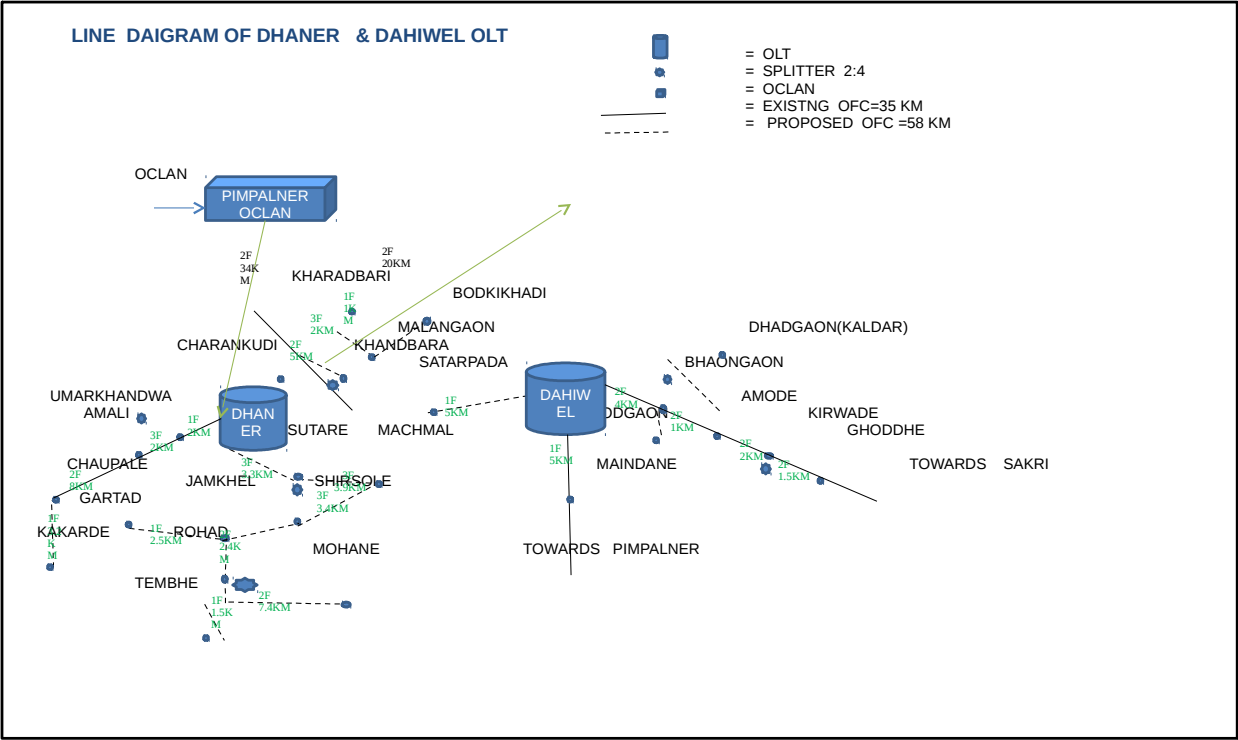 LINE DAIGRAM OF DHANER & DAHIWEL OLT
= OLT
= SPLITTER 2:4
= OCLAN
= EXISTNG OFC=35 KM
= PROPOSED OFC =58 KM
OCLAN
PIMPALNER
OCLAN
2F
34K
M
2F
20KM
KHARADBARI
BODKIKHADI
1F
1K
M
3F
2KM
MALANGAON
DHADGAON(KALDAR)
CHARANKUDI
2F
5KM
KHANDBARA
SATARPADA
BHAONGAON
UMARKHANDWA
AMALI
DHAN
ER
DAHIW
EL
2F
4KM
AMODE
1F
5KM
ODGAON
KIRWADE
1F
2KM
2F
1KM
SUTARE
MACHMAL
GHODDHE
3F
2KM
2F
2KM
1F
5KM
CHAUPALE
3F
3.3KM
MAINDANE
2F
1.5KM
TOWARDS SAKRI
2F
8KM
JAMKHEL
SHIRSOLE
3.9KM
GARTAD
3F
3.4KM
1F
K
M
KAKARDE
1F
2.5KM
ROHAD
2.4K
M
MOHANE
TOWARDS PIMPALNER
TEMBHE
1F
1.5K
M
2F
7.4KM